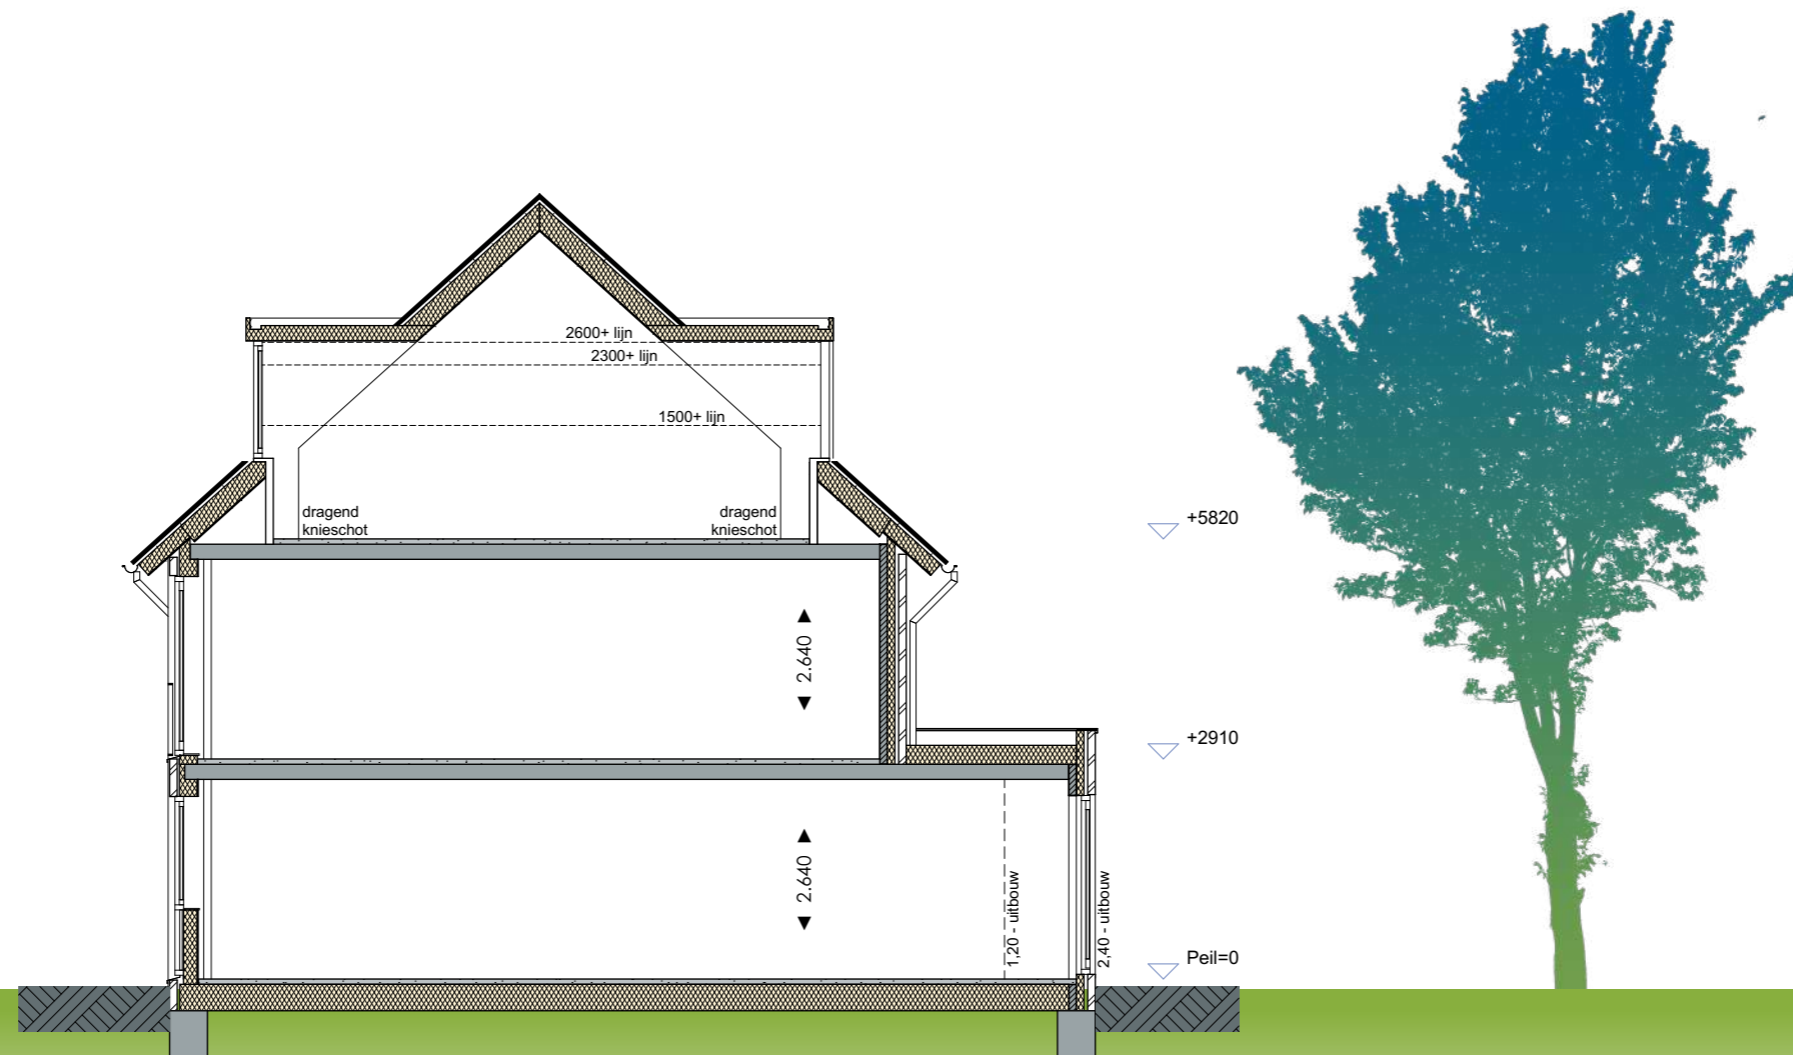 2600+ lijn
2300+ lijn
1500+ lijn
dragend
knieschot
dragend
knieschot
+5820
2.640
+2910
2.640
1,20 - uitbouw
2,40 - uitbouw
Peil=0